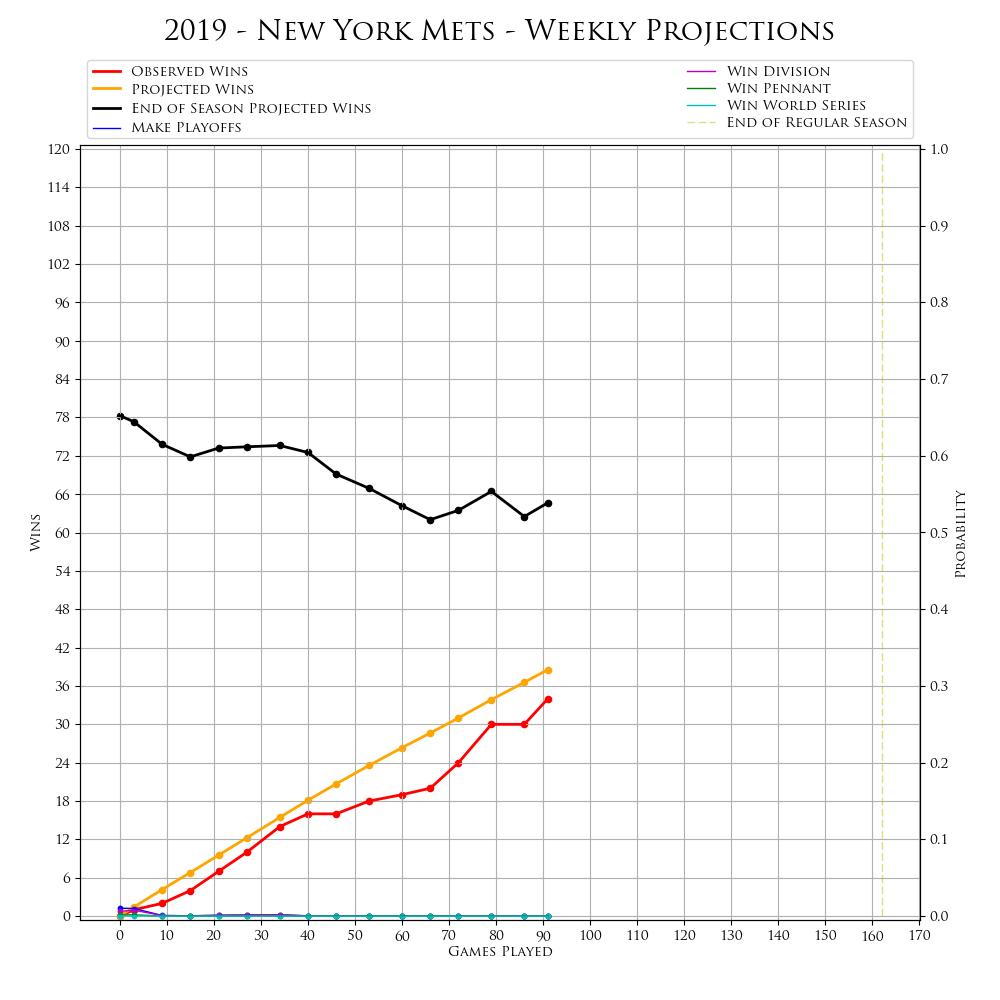 2019 - New York Mets - Weekly Projections
Observed Wins
Projected Wins
End of Season Projected Wins
Make Playoffs
Win Division
Win Pennant
Win World Series
End of Regular Season
120
114
108
102
96
90
84
78
72
66
60
54
48
42
36
30
24
18
12
6
0
Wins
1.0
0.9
0.8
0.7
0.6
0.5
0.4
0.3
0.2
0.1
0.0
Probability
0 10 20 30 40 50 60 70 80 90 100 110 120 130 140 150 160 170
Games Played